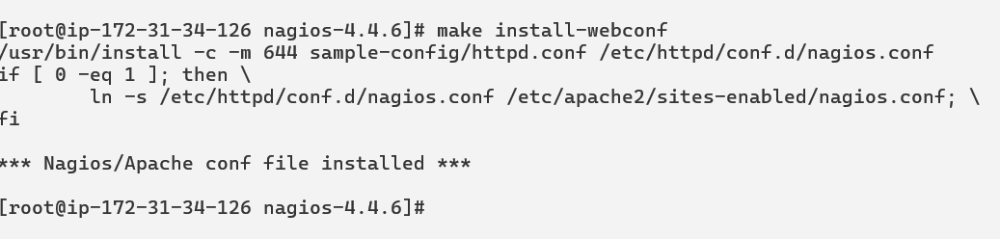 [root@ip-172-31-34-126 nagios-4.4.6]# make install-webconf
/usr/bin/install -c -m 644 sample-config/httpd.conf /etc/httpd/conf.d/nagios.conf
if [ 0 -eq 1 ]; then \
        ln -s /etc/httpd/conf.d/nagios.conf /etc/apache2/sites-enabled/nagios.conf; \
fi
*** Nagios/Apache conf file installed ***
[root@ip-172-31-34-126 nagios-4.4.6]#